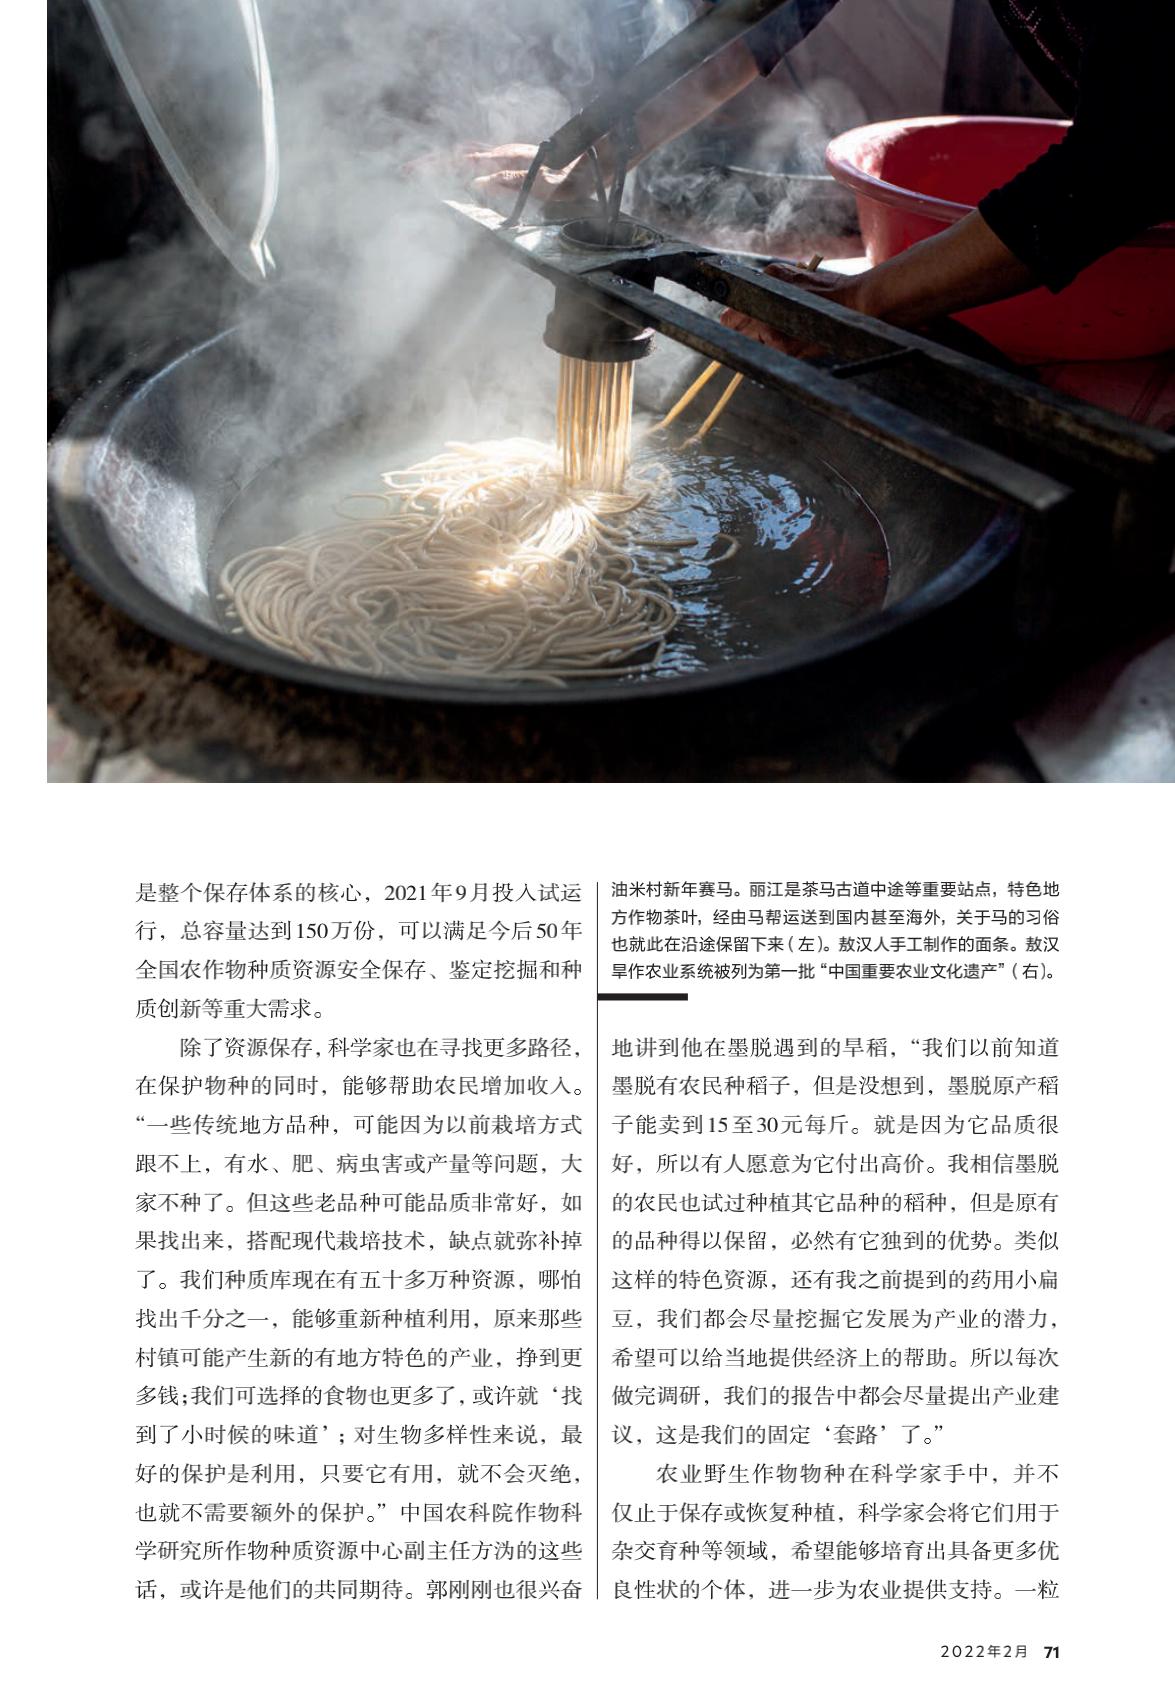 是整个保存体系的核心，2021年9月投入试运
行，总容量达到150万份，可以满足今后50年
全国农作物种质资源安全保存、鉴定挖掘和种
质创新等重大需求。
除了资源保存，科学家也在寻找更多路径，
在保护物种的同时，能够帮助农民增加收入。
“一些传统地方品种，可能因为以前栽培方式
跟不上，有水、肥、病虫害或产量等问题，大
家不种了。但这些老品种可能品质非常好，如
果找出来，搭配现代栽培技术，缺点就弥补掉
了。我们种质库现在有五十多万种资源，哪怕
找出千分之一，能够重新种植利用，原来那些
村镇可能产生新的有地方特色的产业，挣到更
多钱；我们可选择的食物也更多了，或许就‘找
到了小时候的味道’；对生物多样性来说，最
好的保护是利用，只要它有用，就不会灭绝，
也就不需要额外的保护。”中国农科院作物科
学研究所作物种质资源中心副主任方沩的这些
话，或许是他们的共同期待。郭刚刚也很兴奋
油米村新年赛马。丽江是茶马古道中途等重要站点，特色地
方作物茶叶，经由马帮运送到国内甚至海外，关于马的习俗
也就此在沿途保留下来（左）。敖汉人手工制作的面条。敖汉
旱作农业系统被列为第一批“中国重要农业文化遗产”（右）。
地讲到他在墨脱遇到的旱稻，“我们以前知道
墨脱有农民种稻子，但是没想到，墨脱原产稻
子能卖到15至30元每斤。就是因为它品质很
好，所以有人愿意为它付出高价。我相信墨脱
的农民也试过种植其它品种的稻种，但是原有
的品种得以保留，必然有它独到的优势。类似
这样的特色资源，还有我之前提到的药用小扁
豆，我们都会尽量挖掘它发展为产业的潜力，
希望可以给当地提供经济上的帮助。所以每次
做完调研，我们的报告中都会尽量提出产业建
议，这是我们的固定‘套路’了。”
农业野生作物物种在科学家手中，并不
仅止于保存或恢复种植，科学家会将它们用于
杂交育种等领域，希望能够培育出具备更多优
良性状的个体，进一步为农业提供支持。一粒
2022年2月 71